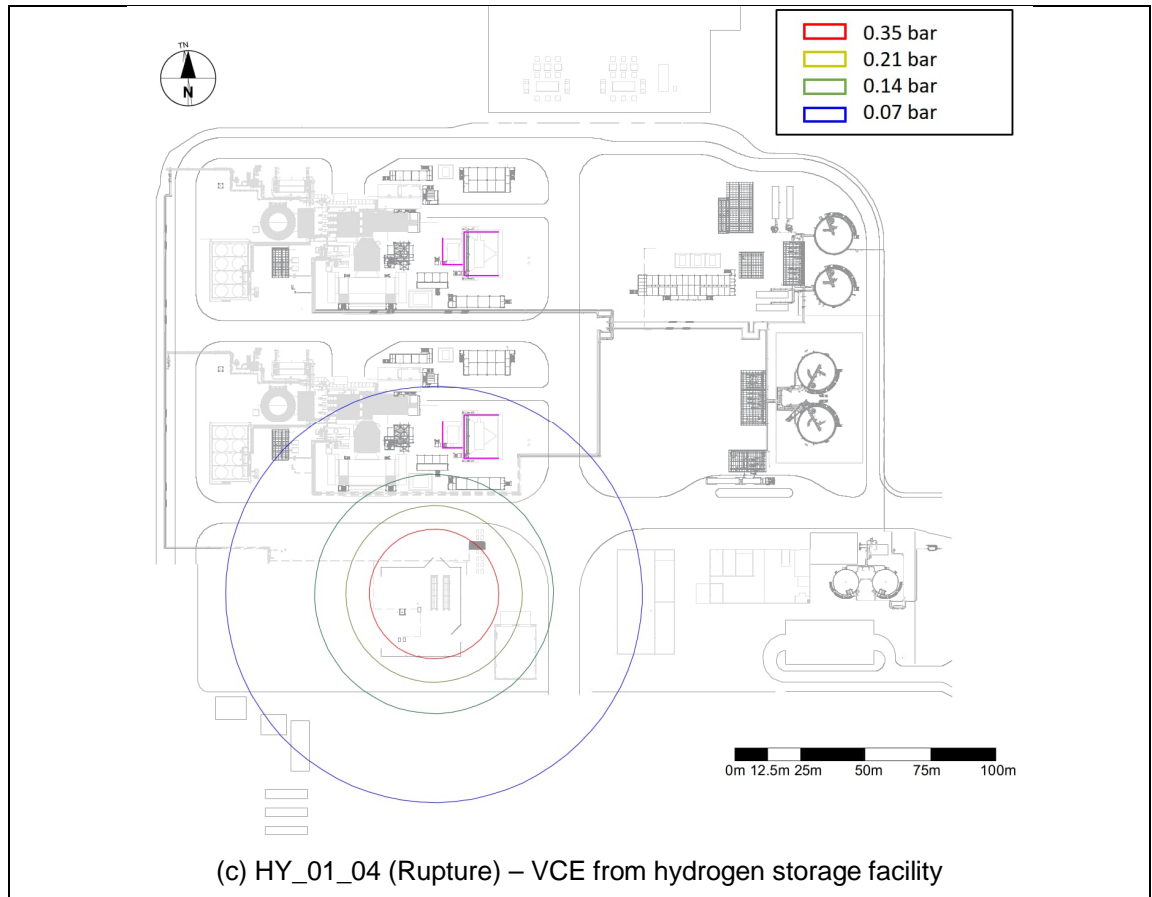 0.35 bar
0.21 bar
0.14 bar
0.07 bar
TN
N
0m 12.5m 25m 50m 75m 100m
(c) HY_01_04 (Rupture) – VCE from hydrogen storage facility